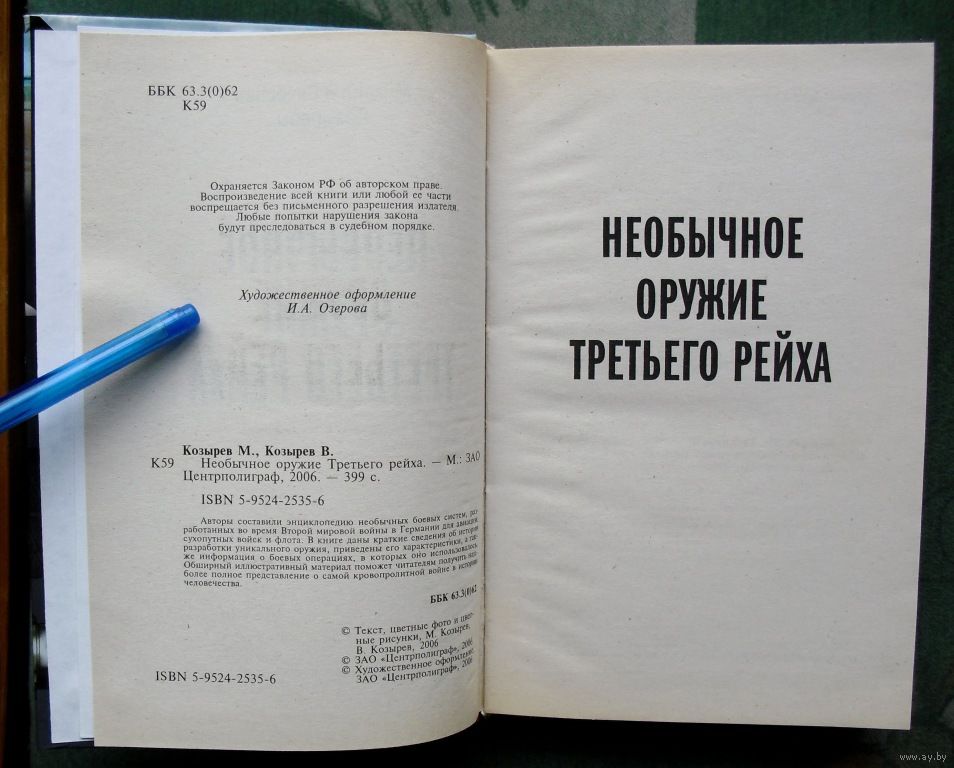 ББК 63.3(0)62
К59
Охраняется Законом РФ об авторском праве.
Воспроизведение всей книги или любой ее части
воспрещается без письменного разрешения издателя.
Любые попытки нарушения закона
будут преследоваться в судебном порядке.
Художественное оформление
И.А. Озерова
Козырев М., Козырев В.
К59 Необычное оружие Третьего рейха. — М.: ЗАО
Центрполиграф, 2006. — 399 с.
ISBN 5-9524-2535-6
Авторы составили энциклопедию необычных боевых систем, раз-
работанных во время Второй мировой войны в Германии для авиации,
сухопутных войск и флота. В книге даны краткие сведения об истории
разработки уникального оружия, приведены его характеристики, а так-
же информация о боевых операциях, в которых оно использовалось.
Обширный иллюстративный материал поможет читателям получить наи-
более полное представление о самой кровопролитной войне в истории
человечества.
ББК 63.3(0)62
© Текст, цветные фото и цвет-
ные рисунки, М. Козырев,
В. Козырев, 2006
© ЗАО «Центрполиграф», 2006
© Художественное оформление,
ЗАО «Центрполиграф», 2006
ISBN 5-9524-2535-6
НЕОБЫЧНОЕ
ОРУЖИЕ
ТРЕТЬЕГО РЕЙХА
www.ay.by